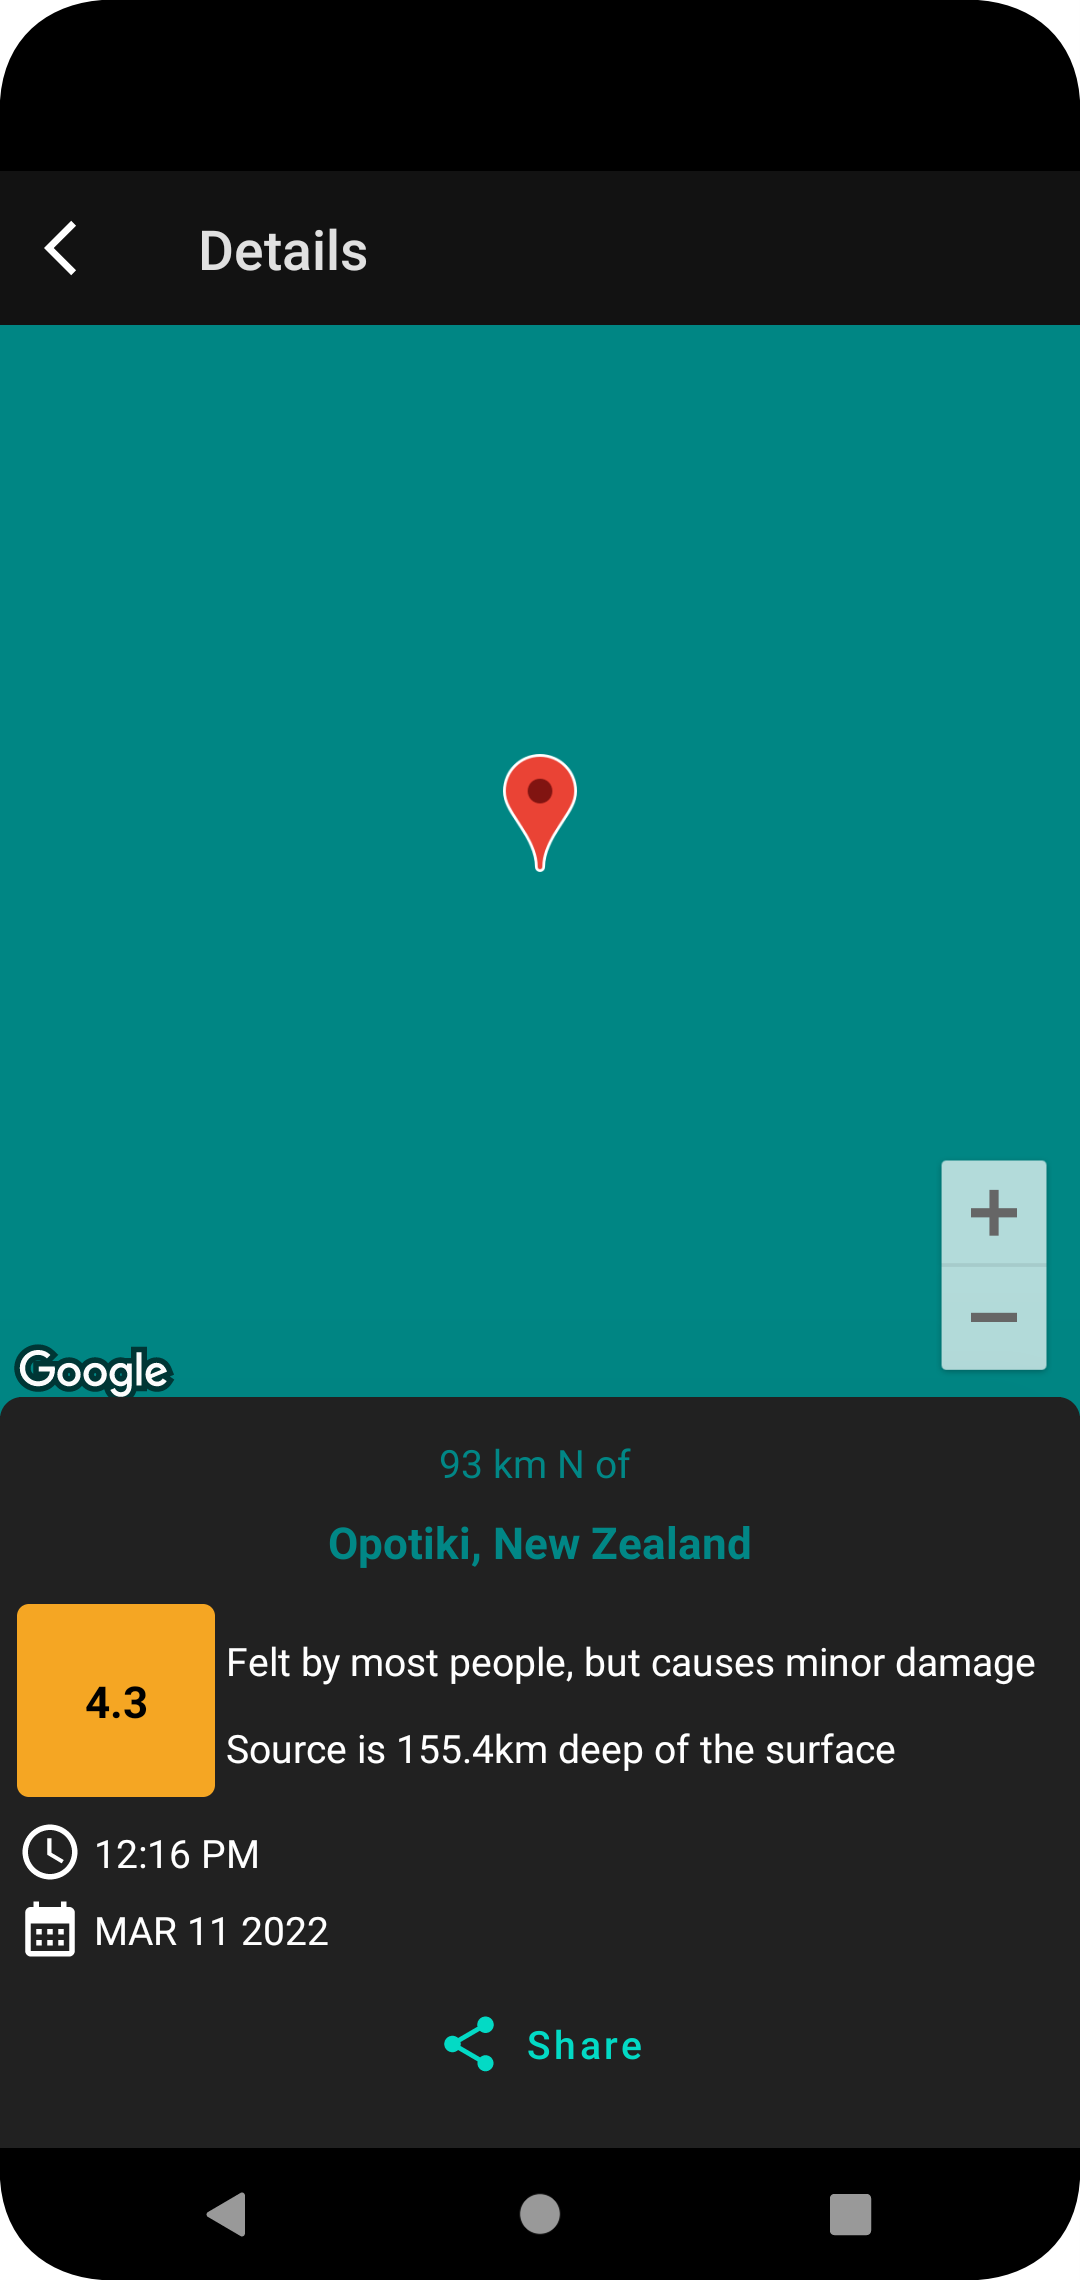 Details
Google
93 km N of
Opotiki, New Zealand
4.3
Felt by most people, but causes minor damage
Source is 155.4km deep of the surface
12:16 PM
MAR 11 2022
Share